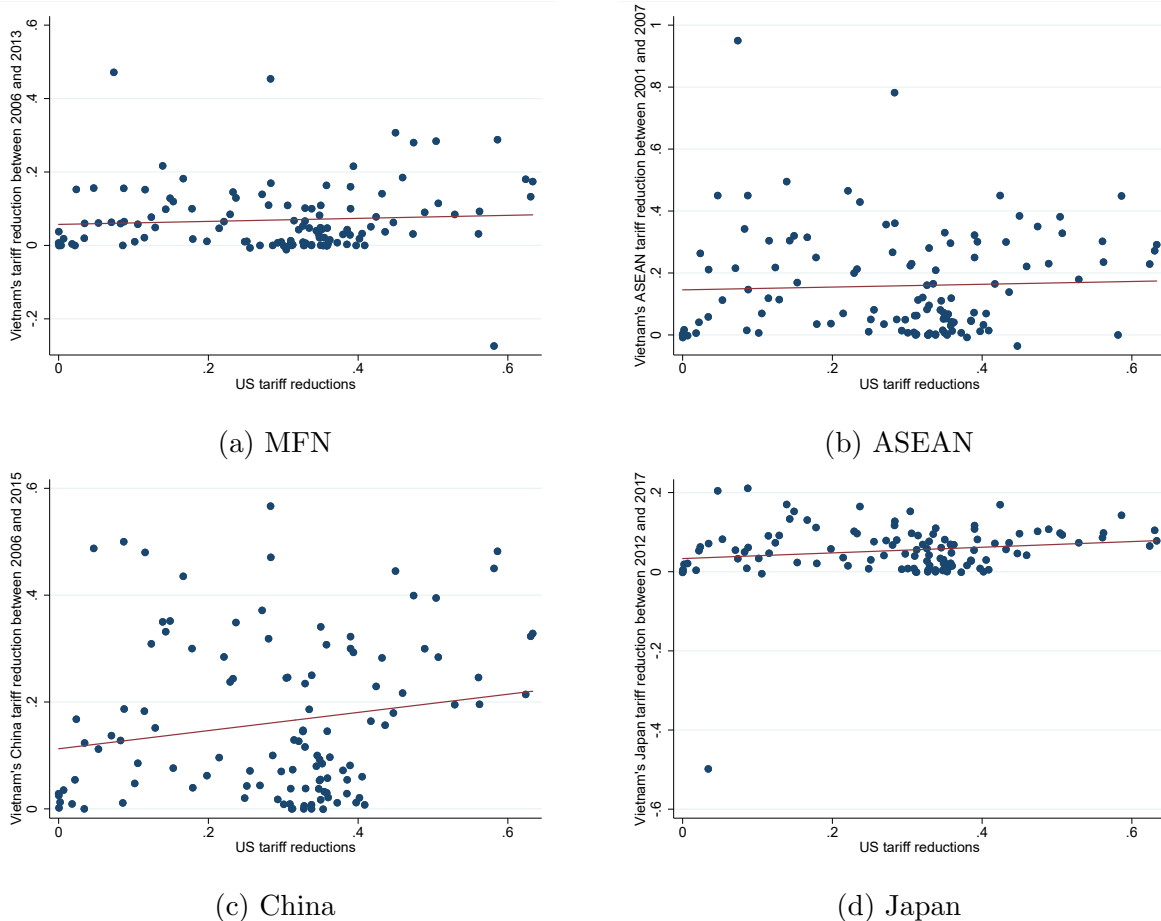 Vietnam's tariff reduction between 2006 and 2013
.6
.4
.2
0
-.2
0 .2 .4 .6
US tariff reductions
(a) MFN
Vietnam's ASEAN tariff reduction between 2001 and 2007
1
.8
.6
.4
.2
0
0 .2 .4 .6
US tariff reductions
(b) ASEAN
Vietnam's China tariff reduction between 2006 and 2015
.6
.4
.2
0
0 .2 .4 .6
US tariff reductions
(c) China
Vietnam's Japan tariff reduction between 2012 and 2017
.2
0
-.2
-.4
-.6
0 .2 .4 .6
US tariff reductions
(d) Japan